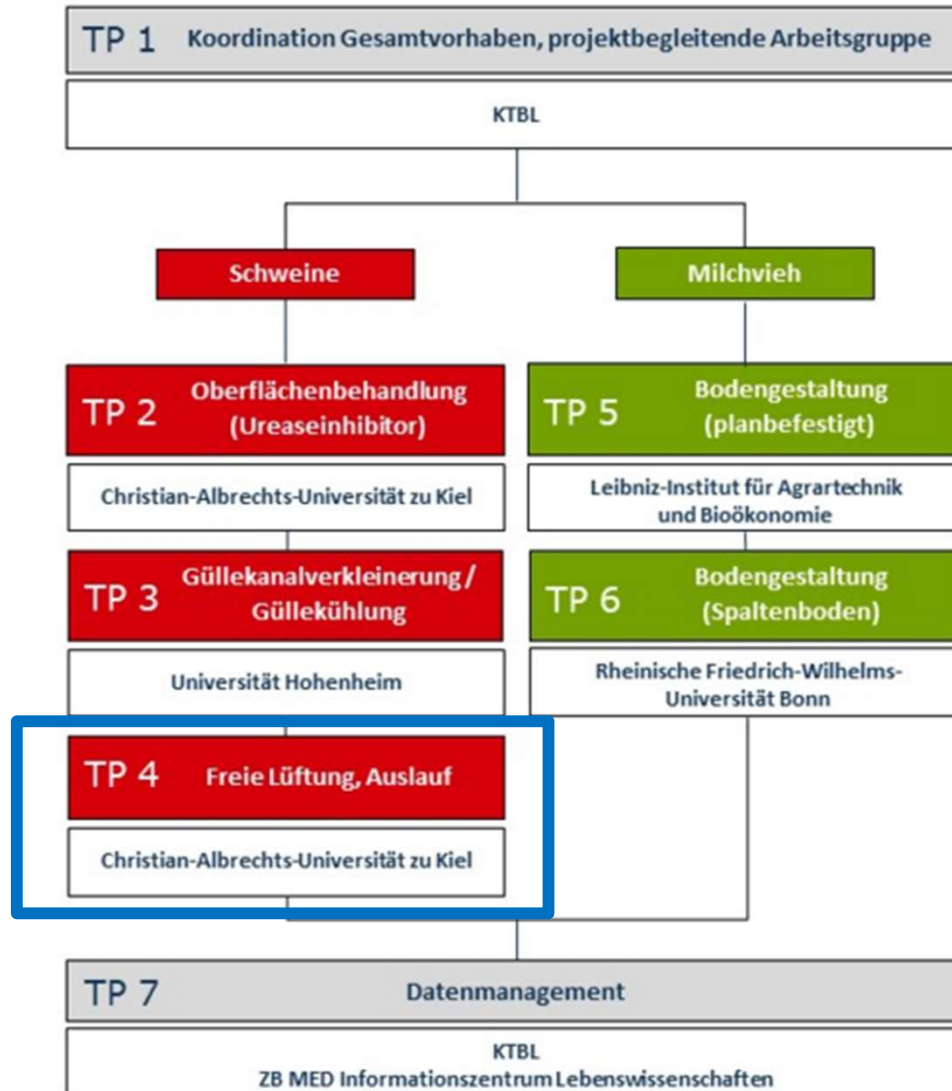 TP 1 Koordination Gesamtvorhaben, projektbegleitende Arbeitsgruppe
KTBL
Schweine
Milchvieh
TP 2 Oberflächenbehandlung
(Ureaseinhibitor)
Christian-Albrechts-Universität zu Kiel
TP 3 Güllekanalverkleinerung/
Güllekühlung
Universität Hohenheim
TP 4 Freie Lüftung, Auslauf
Christian-Albrechts-Universität zu Kiel
TP 5 Bodengestaltung
(planbefestigt)
Leibniz-Institut für Agrartechnik
und Bioökonomie
TP 6 Bodengestaltung
(Spaltenboden)
Rheinische Friedrich-Wilhelms-
Universität Bonn
TP 7 Datenmanagement
KTBL
ZB MED Informationszentrum Lebenswissenschaften